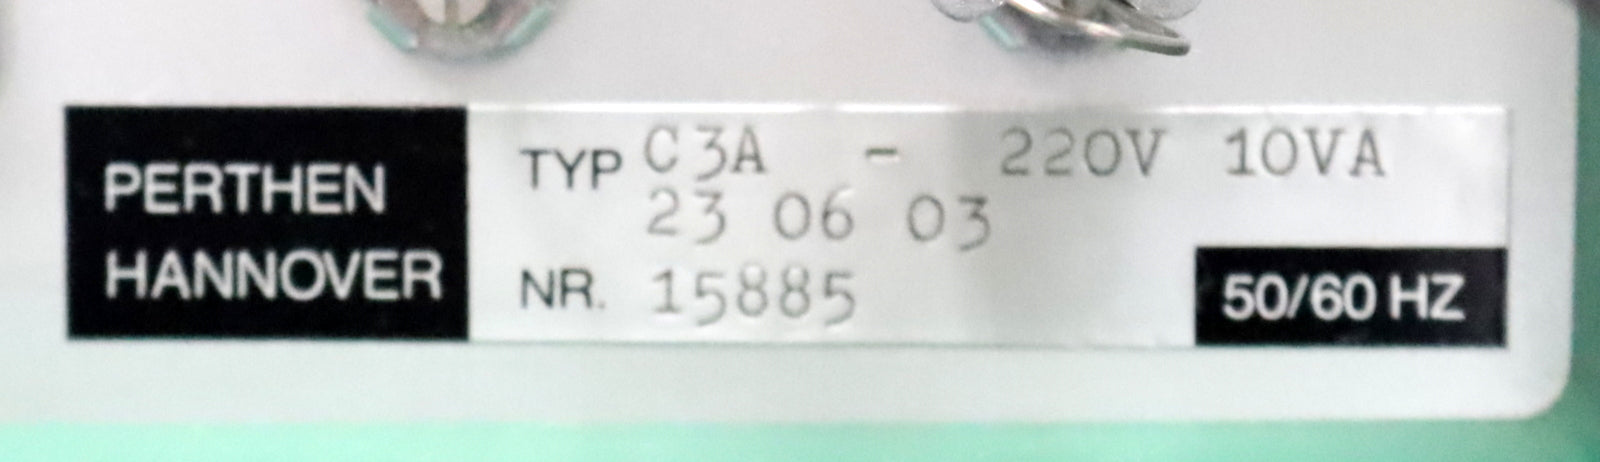 PERTHEN
HANNOVER
TYP C3A - 220V 10VA
23 06 03
NR. 15885
50/60 HZ